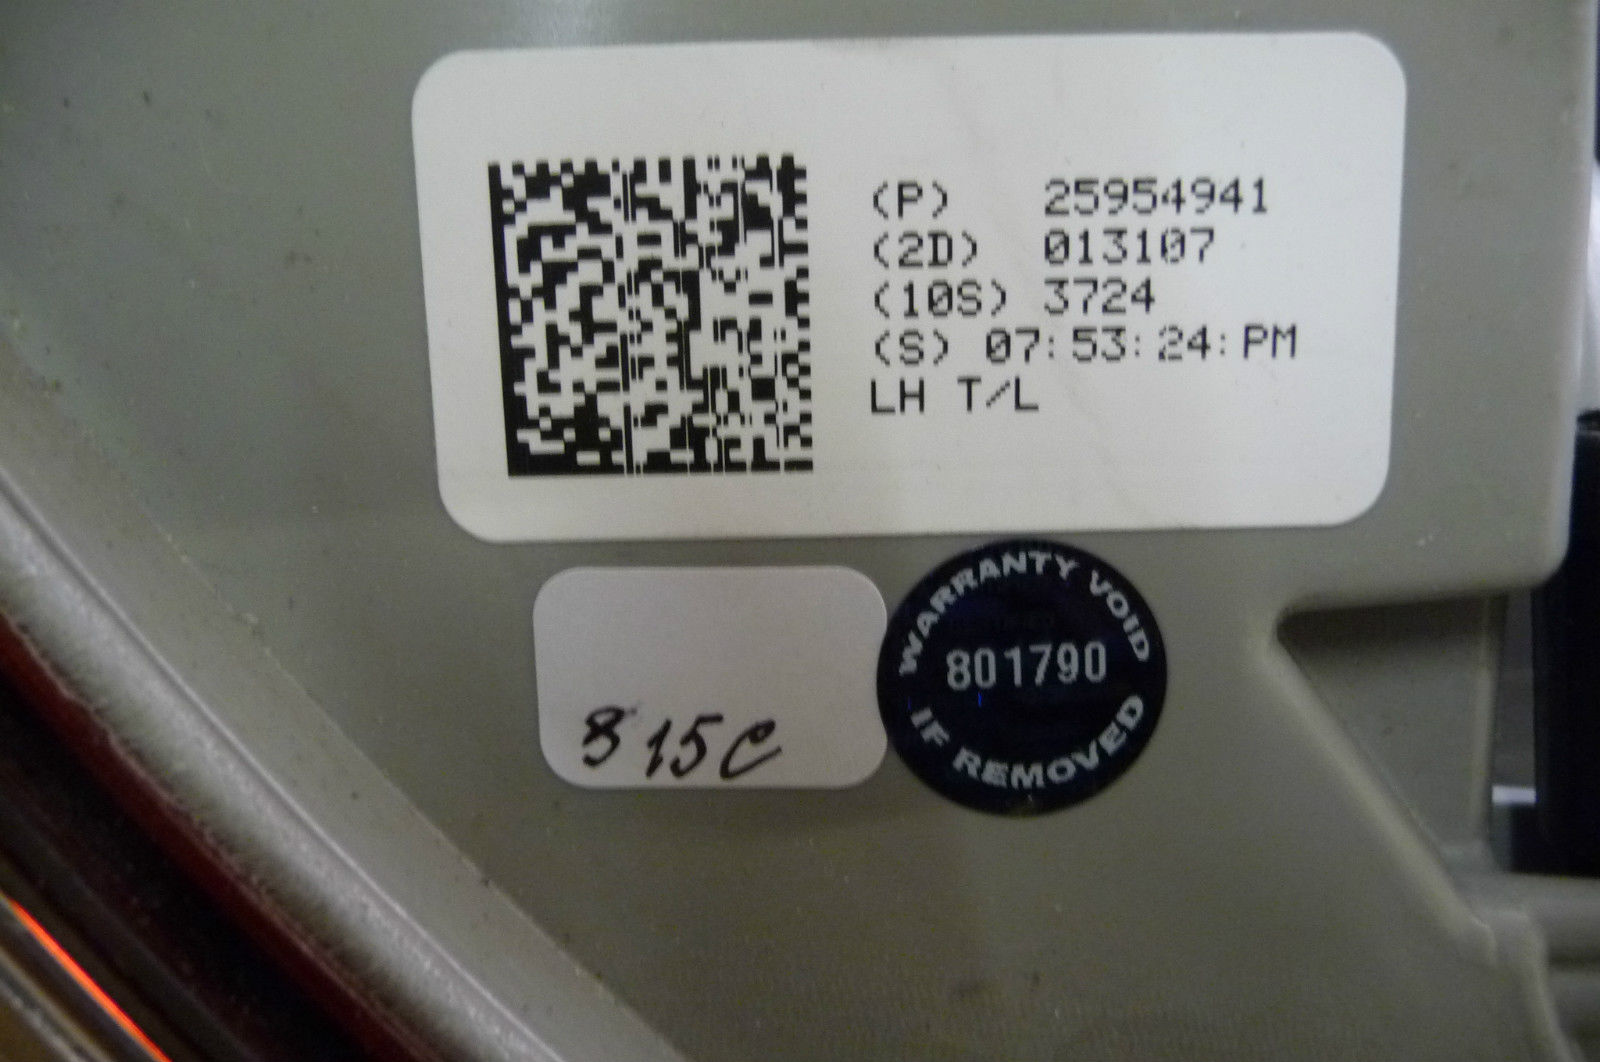 (P) 25954941
(2D) 013107
(10S) 3724
(S) 07:53:24:PM
LH T/L
WARRANTY VOID
801790
IF REMOVED
815C